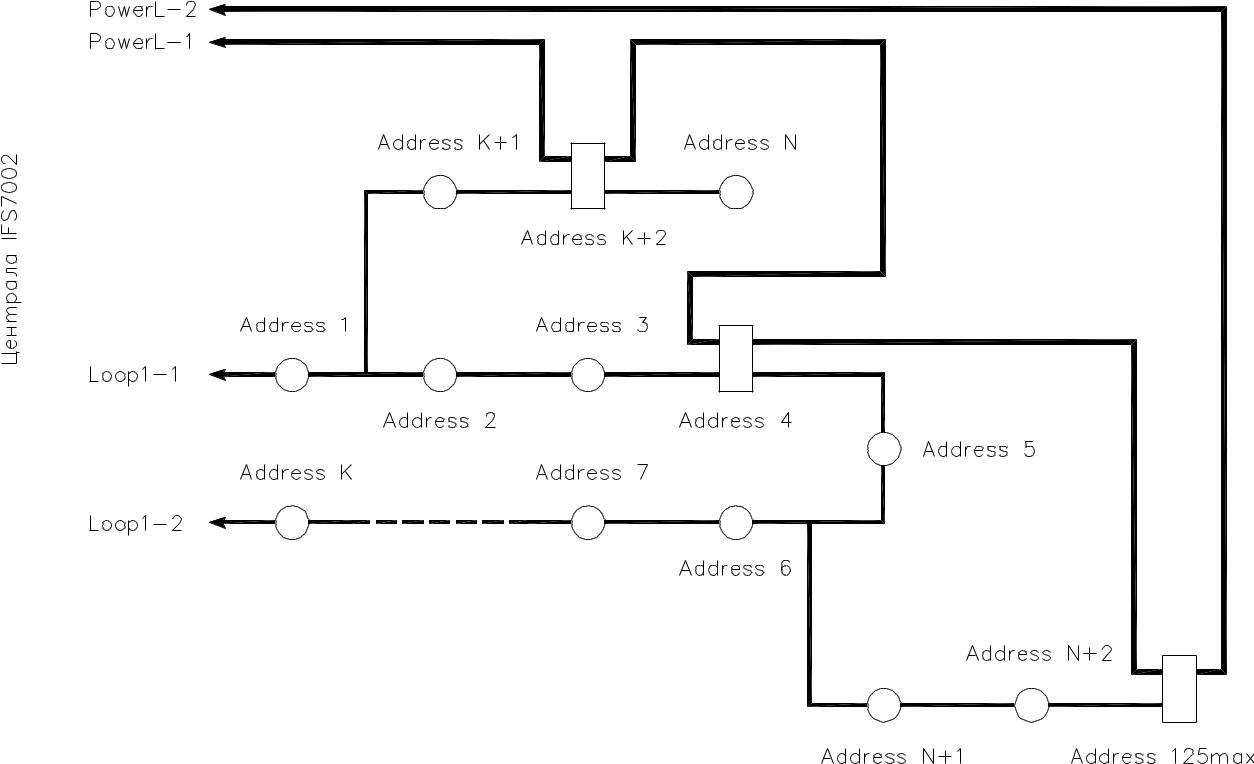 PowerL-2
PowerL-1
Address K+1
Address N
Централа IFS7002
Address K+2
Address 1
Address 3
Loop1-1
Address 2
Address 4
Address 5
Address K
Address 7
Loop1-2
Address 6
Address N+2
Address N+1
Address 125max